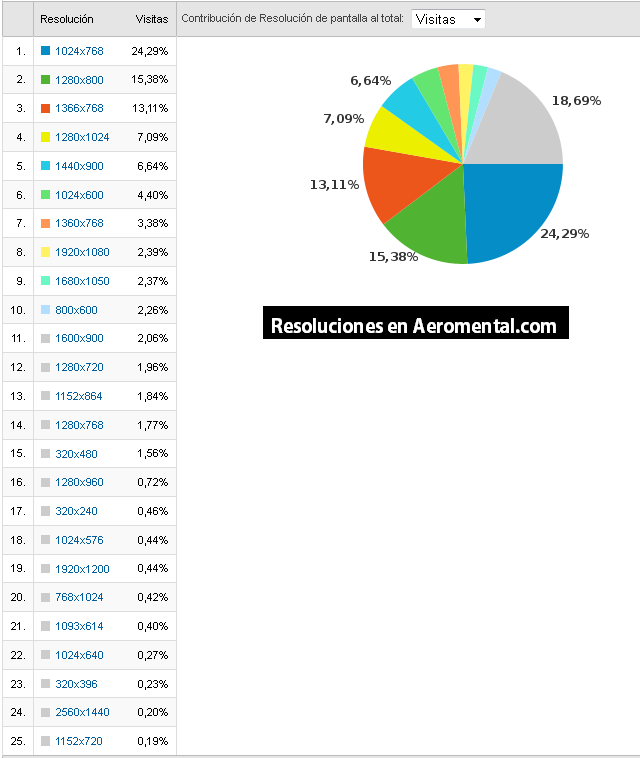 Resolución Visitas
1. 1024x768 24,29%
2. 1280x800 15,38%
3. 1366x768 13,11%
4. 1280x1024 7,09%
5. 1440x900 6,64%
6. 1024x600 4,40%
7. 1360x768 3,38%
8. 1920x1080 2,39%
9. 1680x1050 2,37%
10. 800x600 2,26%
11. 1600x900 2,06%
12. 1280x720 1,96%
13. 1152x864 1,84%
14. 1280x768 1,77%
15. 320x480 1,56%
16. 1280x960 0,72%
17. 320x240 0,46%
18. 1024x576 0,44%
19. 1920x1200 0,44%
20. 768x1024 0,42%
21. 1093x614 0,40%
22. 1024x640 0,27%
23. 320x396 0,23%
24. 2560x1440 0,20%
25. 1152x720 0,19%
Contribución de Resolución de pantalla al total: Visitas
6,64%
18,69%
7,09%
13,11%
24,29%
15,38%
Resoluciones en Aeromental.com